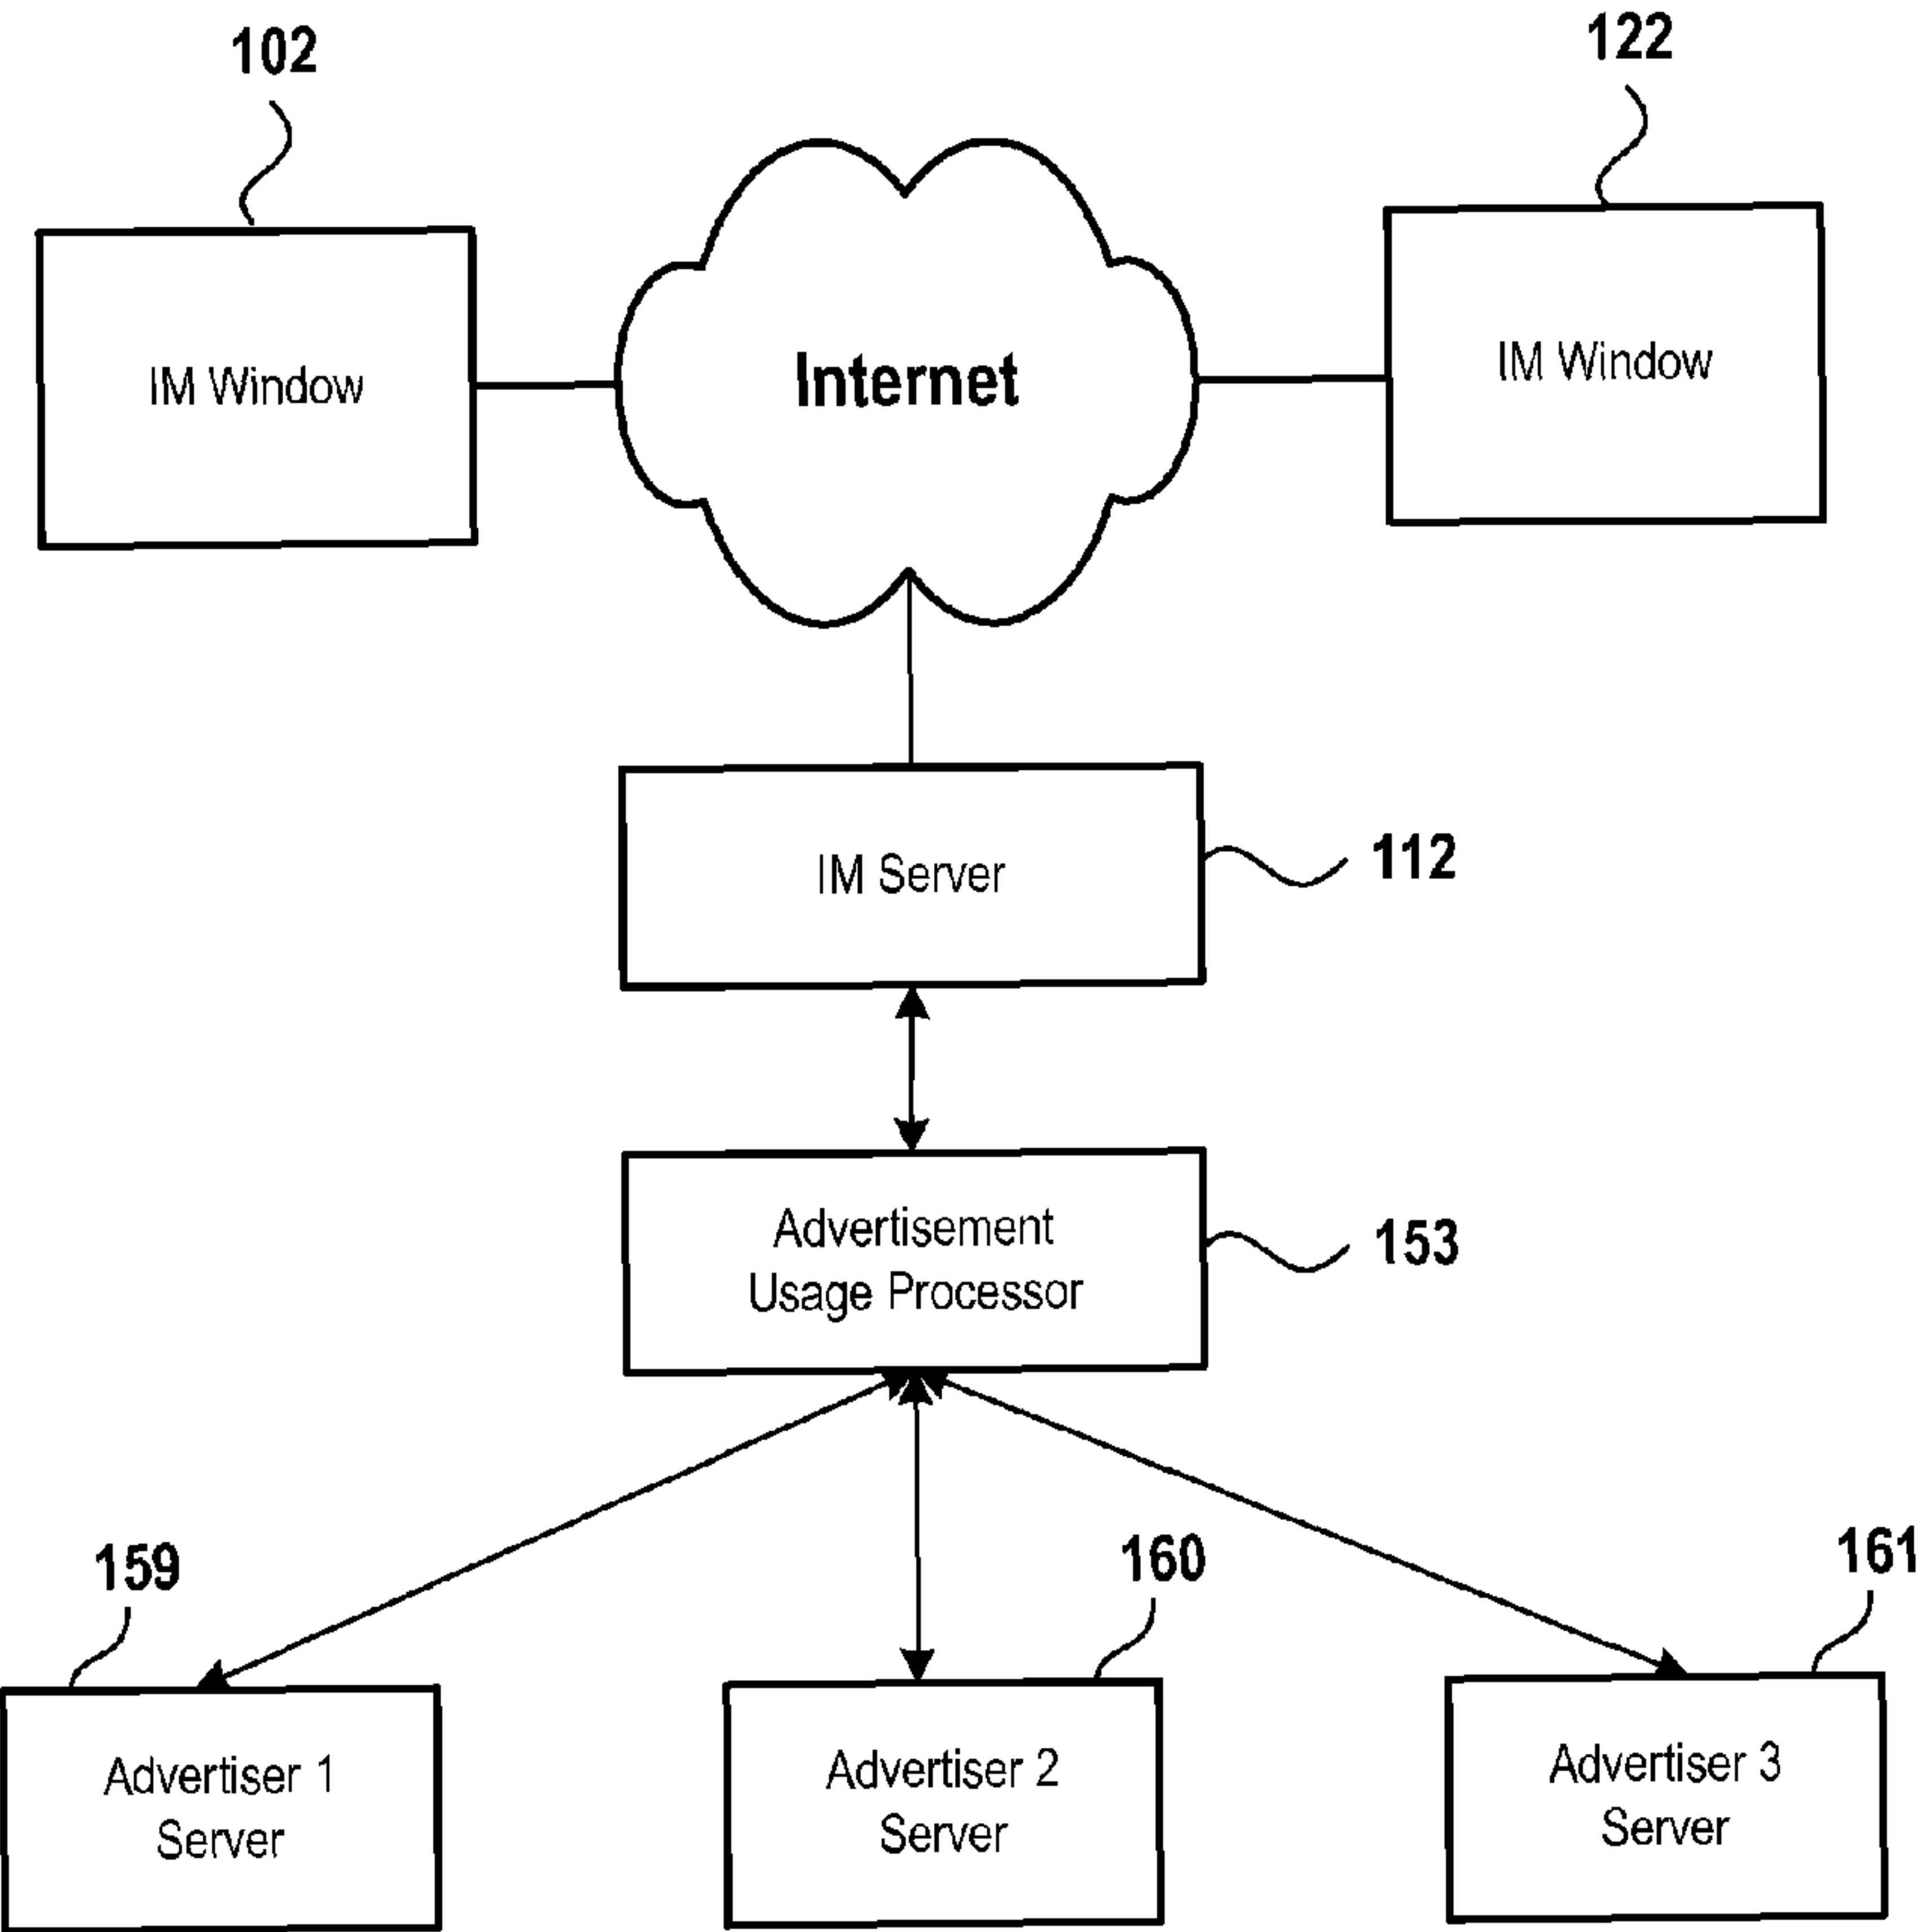 102
122
IM Window
Internet
IM Window
IM Server
112
Advertisement
Usage Processor
153
159
160
161
Advertiser 1
Server
Advertiser 2
Server
Advertiser 3
Server